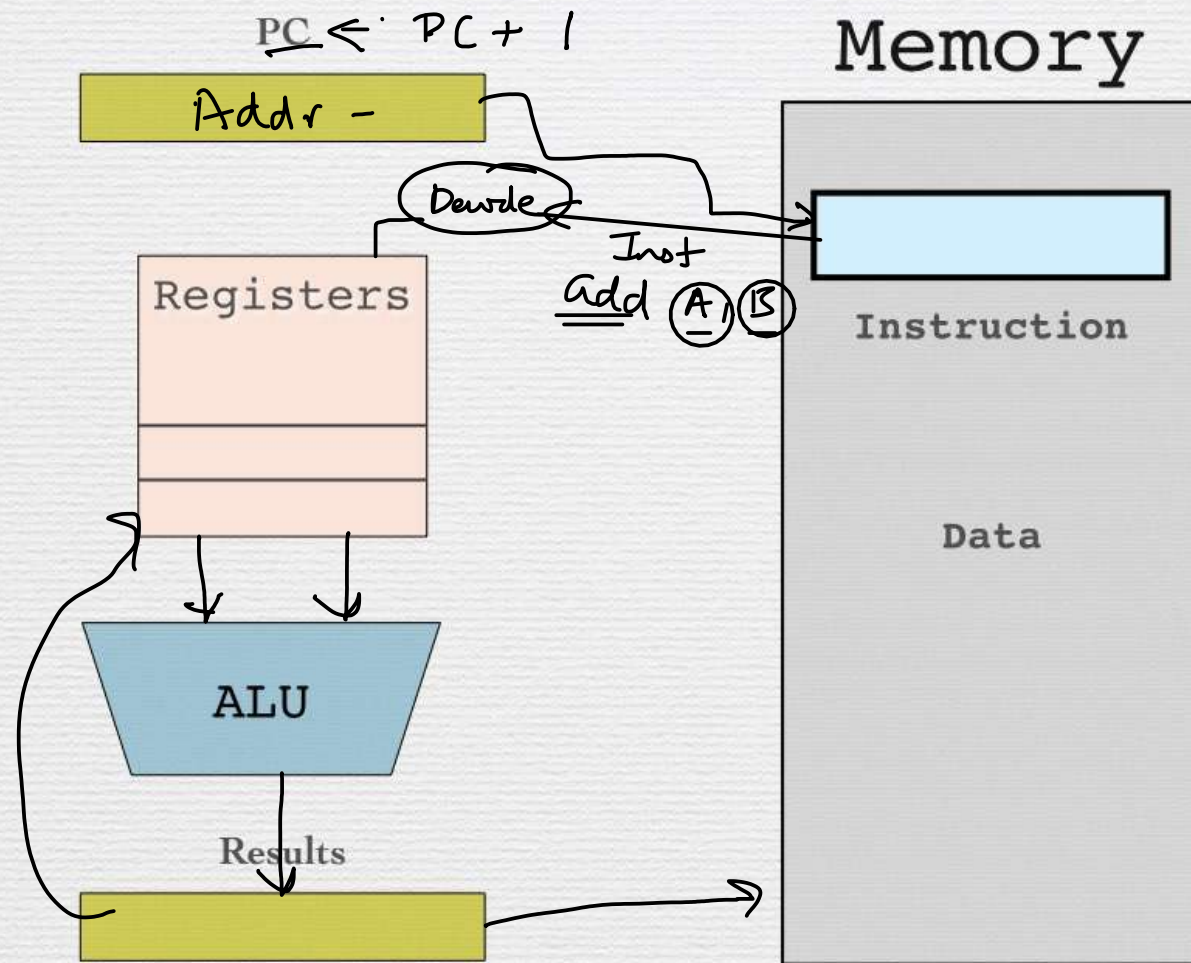 PC ← PC + 1
Memory
Addr -
Decode
Inst
add A, B
Registers
Instruction
Data
ALU
Results